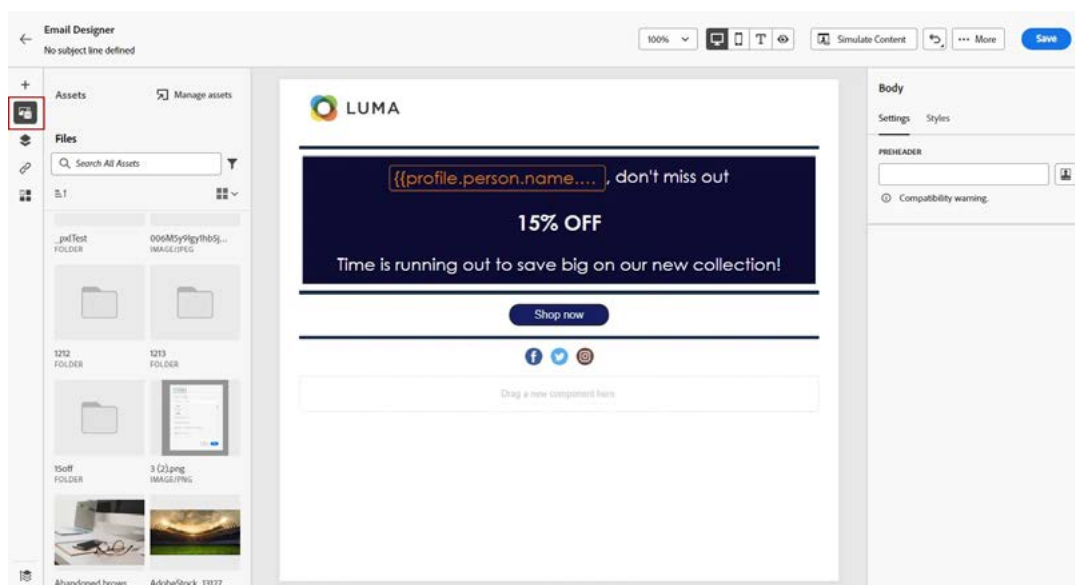 Email Designer
No subject line defined
100%
Simulate Content
More
Save
Assets
Manage assets
Files
Search All Assets
_pxlTest
FOLDER
IMAGE/JPEG
1212
FOLDER
1213
FOLDER
15off
FOLDER
3 (2).png
IMAGE/PNG
Abandoned brows
AdobeStock_13177
LUMA
{{profile.person.name.... , don't miss out
15% OFF
Time is running out to save big on our new collection!
Shop now
Drag a new component here
Body
Settings Styles
PREHEADER
Compatibility warning.